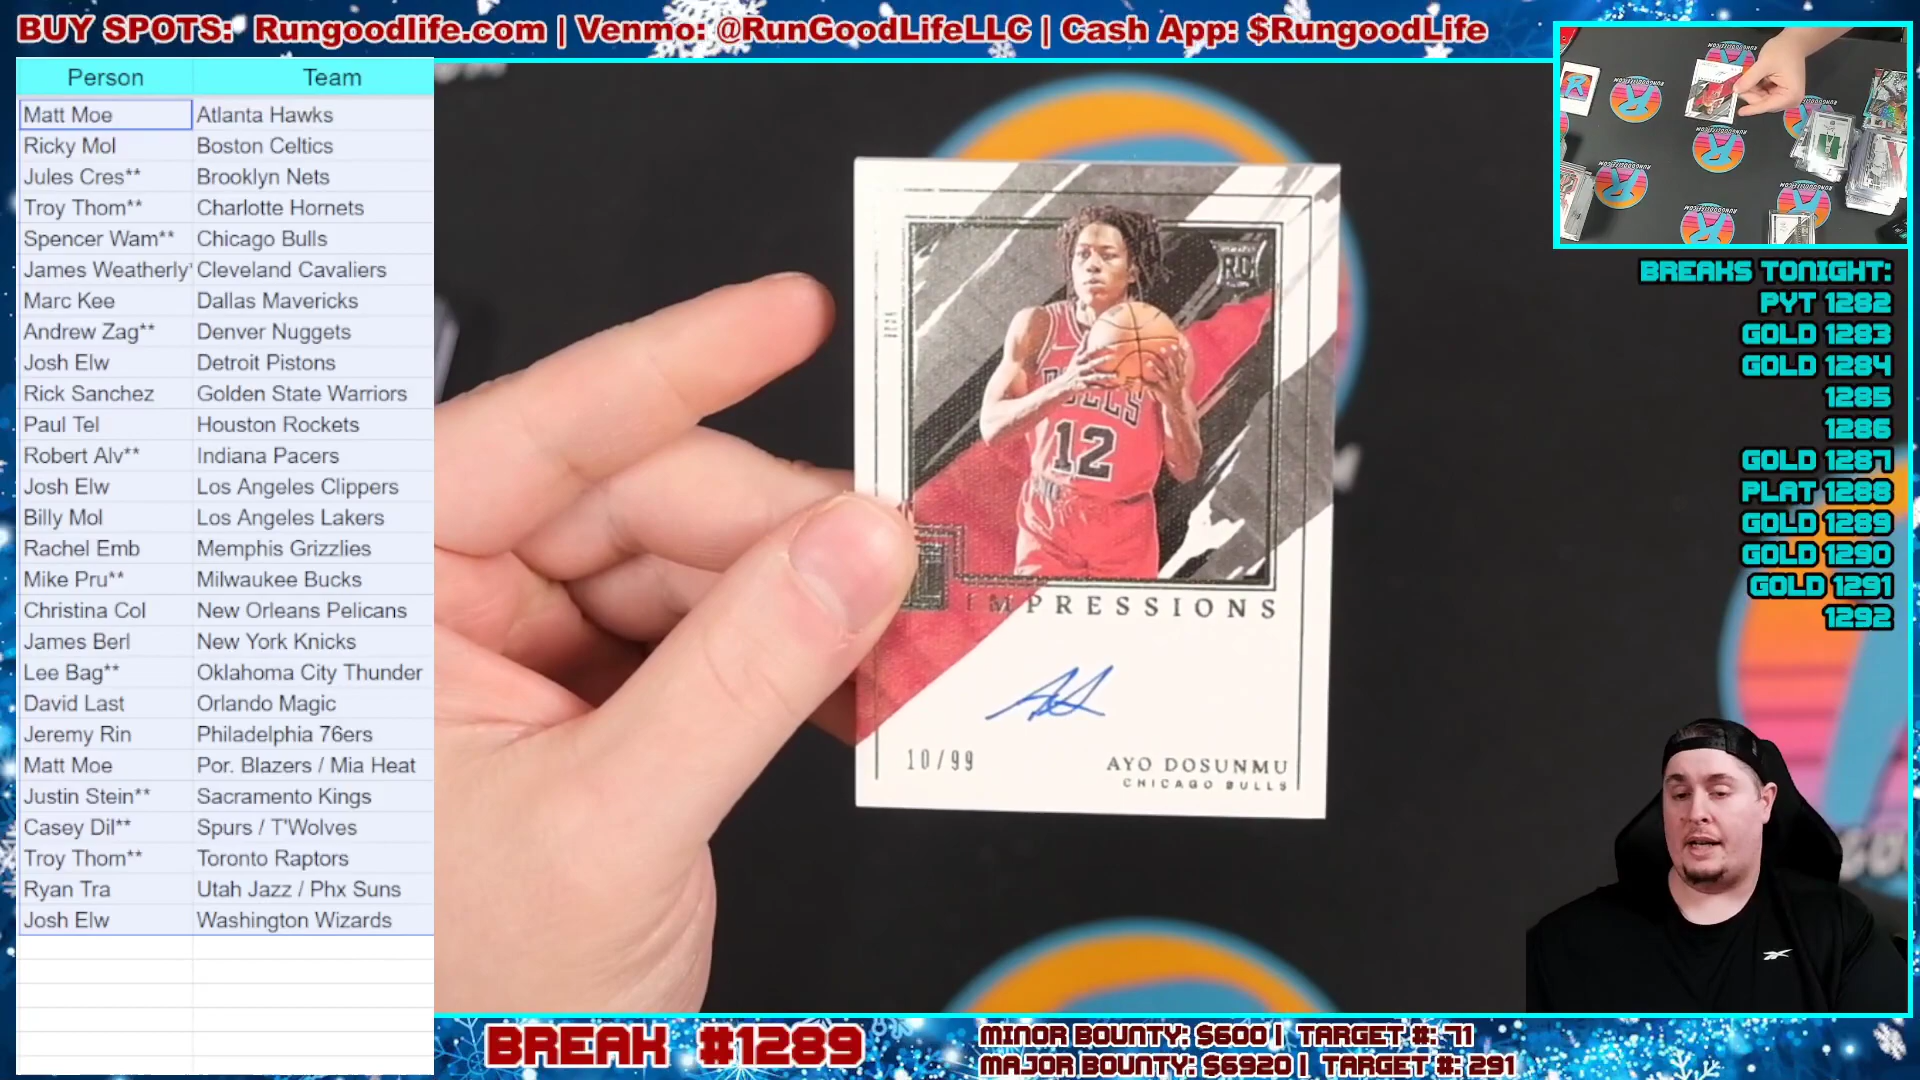 BUY SPOTS: Rungoodlife.com | Venmo: @RunGoodLifeLLC | Cash App: $RungoodLife
Person Team
Matt Moe Atlanta Hawks
Ricky Mol Boston Celtics
Jules Cres** Brooklyn Nets
Troy Thom** Charlotte Hornets
Spencer Wam** Chicago Bulls
James Weatherly* Cleveland Cavaliers
Marc Kee Dallas Mavericks
Andrew Zag** Denver Nuggets
Josh Elw Detroit Pistons
Rick Sanchez Golden State Warriors
Paul Tel Houston Rockets
Robert Alv** Indiana Pacers
Josh Elw Los Angeles Clippers
Billy Mol Los Angeles Lakers
Rachel Emb Memphis Grizzlies
Mike Pru** Milwaukee Bucks
Christina Col New Orleans Pelicans
James Berl New York Knicks
Lee Bag** Oklahoma City Thunder
David Last Orlando Magic
Jeremy Rin Philadelphia 76ers
Matt Moe Por. Blazers / Mia Heat
Justin Stein** Sacramento Kings
Casey Dil** Spurs / T'Wolves
Troy Thom** Toronto Raptors
Ryan Tra Utah Jazz / Phx Suns
Josh Elw Washington Wizards
RC
BULLS
12
IMPRESSIONS
10/99
AYO DOSUNMU
CHICAGO BULLS
BREAKS TONIGHT:
PYT 1282
GOLD 1283
GOLD 1284
1285
1286
GOLD 1287
PLAT 1288
GOLD 1289
GOLD 1290
GOLD 1291
1292
BREAK #1289
MINOR BOUNTY: $600 | TARGET #: 71
MAJOR BOUNTY: $6920 | TARGET #: 291